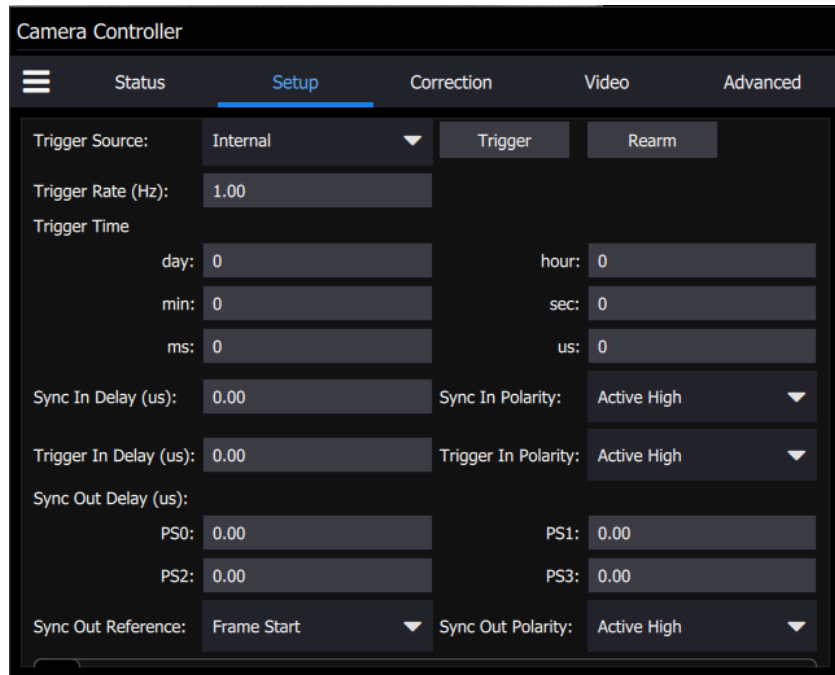 Camera Controller
Status Setup Correction Video Advanced
Trigger Source: Internal Trigger Rearm
Trigger Rate (Hz): 1.00
Trigger Time
day: 0 hour: 0
min: 0 sec: 0
ms: 0 us: 0
Sync In Delay (us): 0.00 Sync In Polarity: Active High
Trigger In Delay (us): 0.00 Trigger In Polarity: Active High
Sync Out Delay (us):
PS0: 0.00 PS1: 0.00
PS2: 0.00 PS3: 0.00
Sync Out Reference: Frame Start Sync Out Polarity: Active High